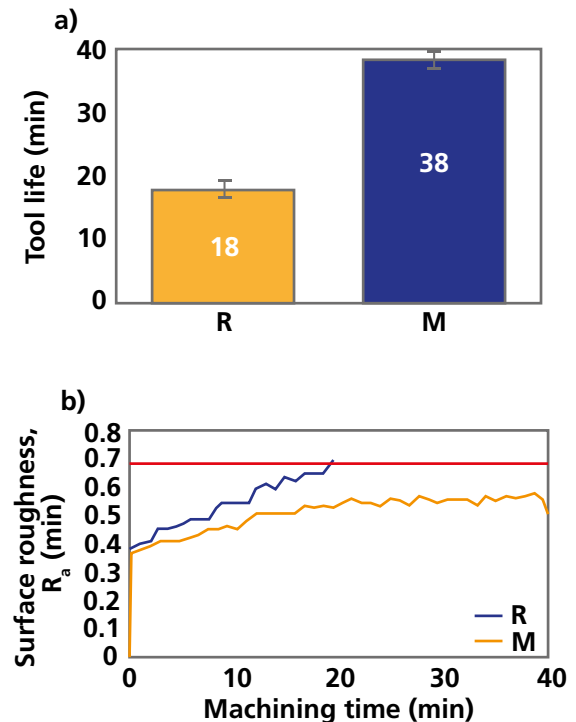 a)
Tool life (min)
40
30
20
10
0
18
38
R
M
b)
Surface roughness,
Rₐ (min)
0.8
0.7
0.6
0.5
0.4
0.3
0.2
0.1
0
R
M
0
10
20
30
40
Machining time (min)